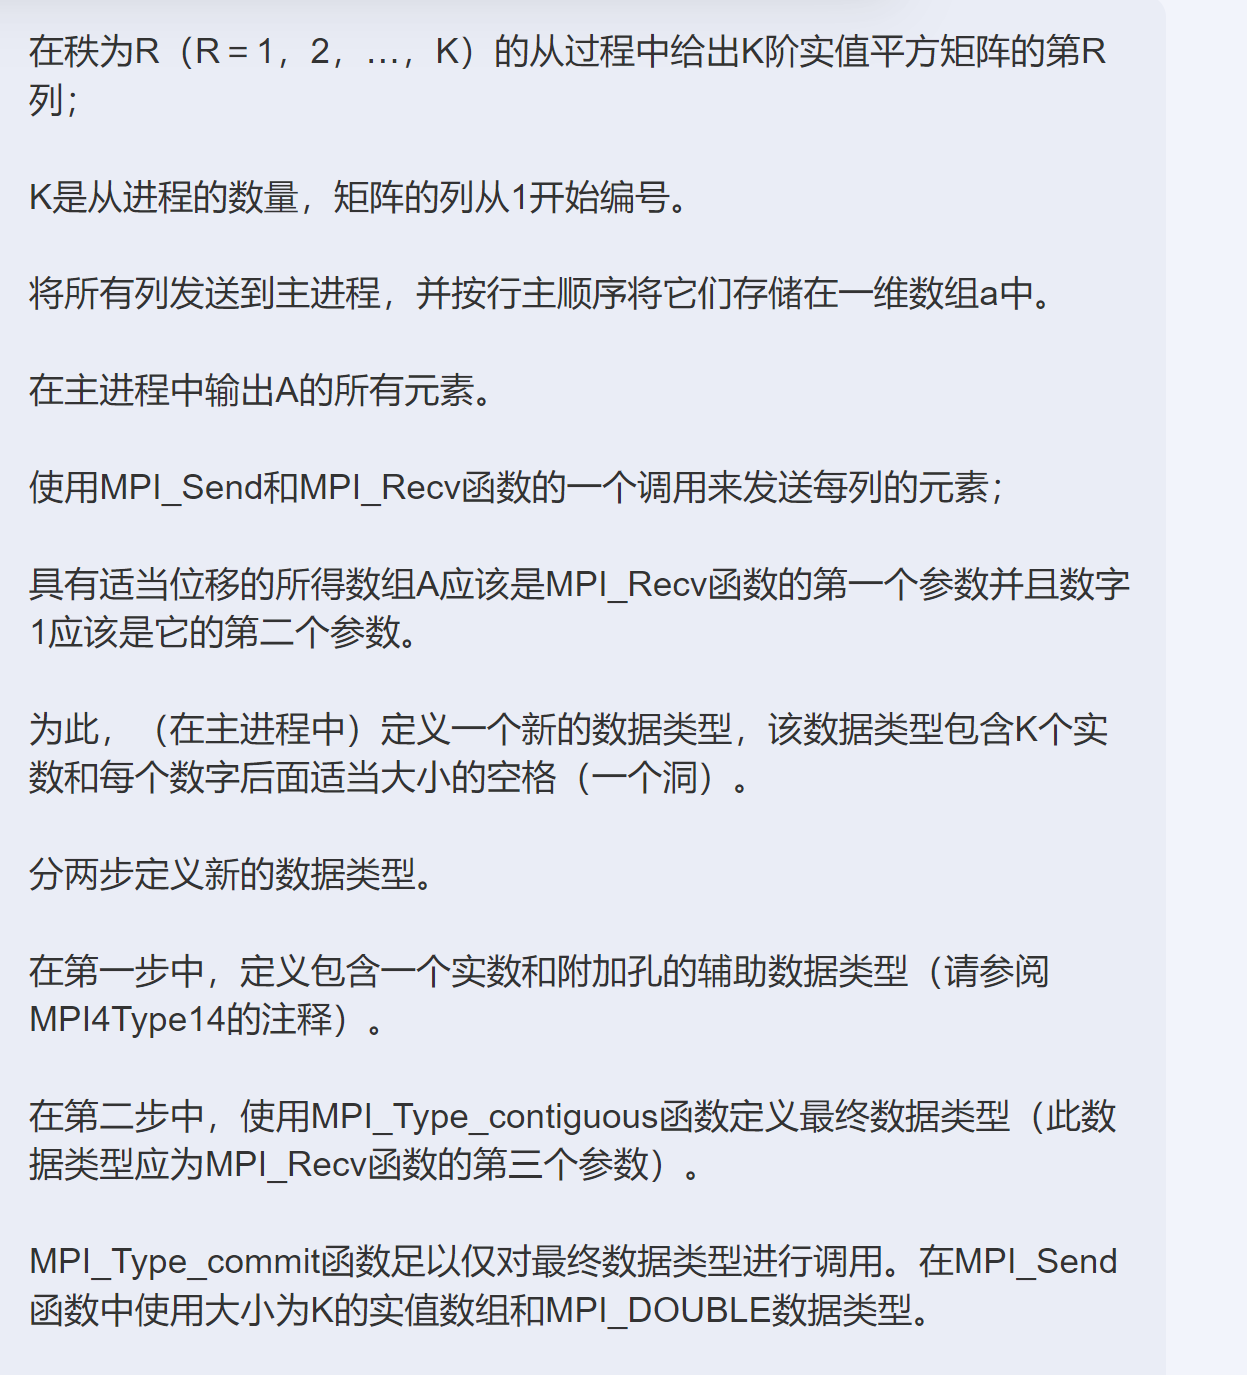 在秩为R（R＝1，2，…，K）的从过程中给出K阶实值平方矩阵的第R
列；
K是从进程的数量，矩阵的列从1开始编号。
将所有列发送到主进程，并按行主顺序将它们存储在一维数组a中。
在主进程中输出A的所有元素。
使用MPI_Send和MPI_Recv函数的一个调用来发送每列的元素；
具有适当位移的所得数组A应该是MPI_Recv函数的第一个参数并且数字
1应该是它的第二个参数。
为此，（在主进程中）定义一个新的数据类型，该数据类型包含K个实
数和每个数字后面适当大小的空格（一个洞）。
分两步定义新的数据类型。
在第一步中，定义包含一个实数和附加孔的辅助数据类型（请参阅
MPI4Type14的注释）。
在第二步中，使用MPI_Type_contiguous函数定义最终数据类型（此数
据类型应为MPI_Recv函数的第三个参数）。
MPI_Type_commit函数足以仅对最终数据类型进行调用。在MPI_Send
函数中使用大小为K的实值数组和MPI_DOUBLE数据类型。